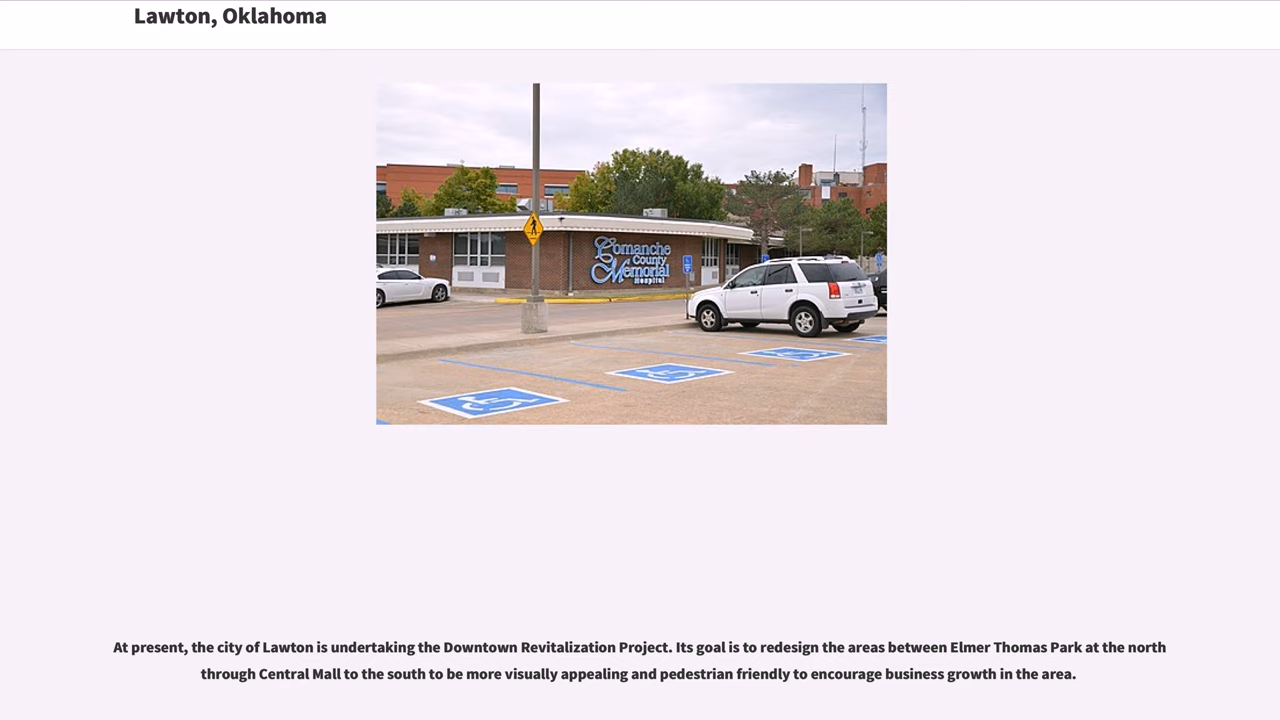 Lawton, Oklahoma
Comanche
County
Memorial
Hospital
At present, the city of Lawton is undertaking the Downtown Revitalization Project. Its goal is to redesign the areas between Elmer Thomas Park at the north
through Central Mall to the south to be more visually appealing and pedestrian friendly to encourage business growth in the area.